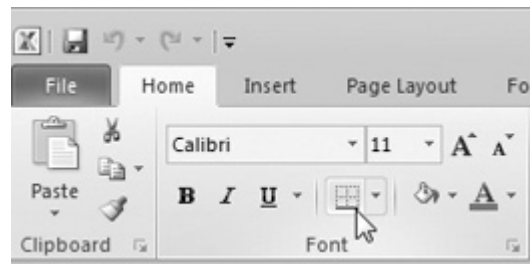 File Home Insert Page Layout Fo
Calibri 11 A A
Paste B I U A
Clipboard Font